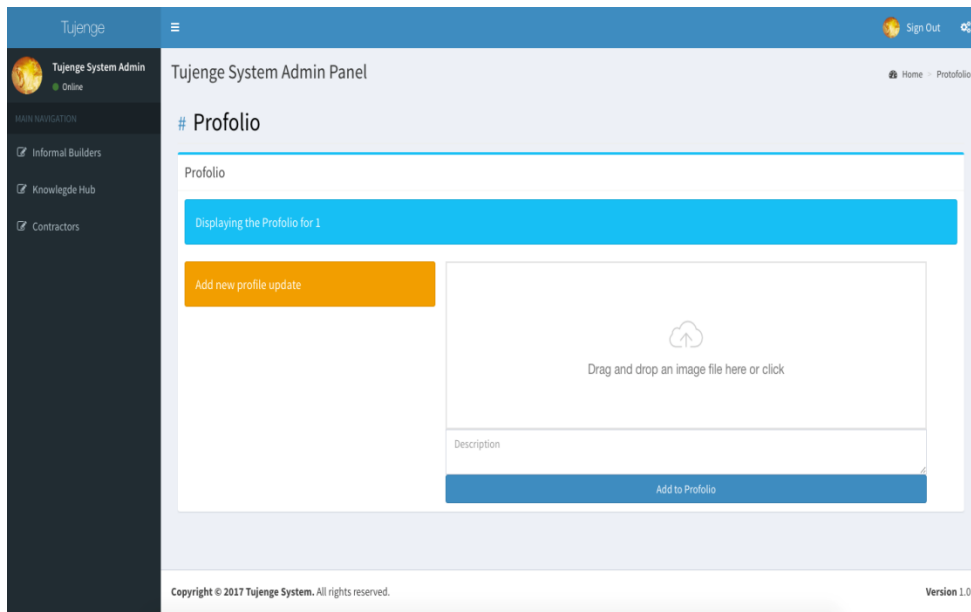 Tujenge
Sign Out
Tujenge System Admin
Online
MAIN NAVIGATION
Informal Builders
Knowlegde Hub
Contractors
Tujenge System Admin Panel
Home > Protofolio
# Profolio
Profolio
Displaying the Profolio for 1
Add new profile update
Drag and drop an image file here or click
Description
Add to Profolio
Copyright © 2017 Tujenge System. All rights reserved.
Version 1.0